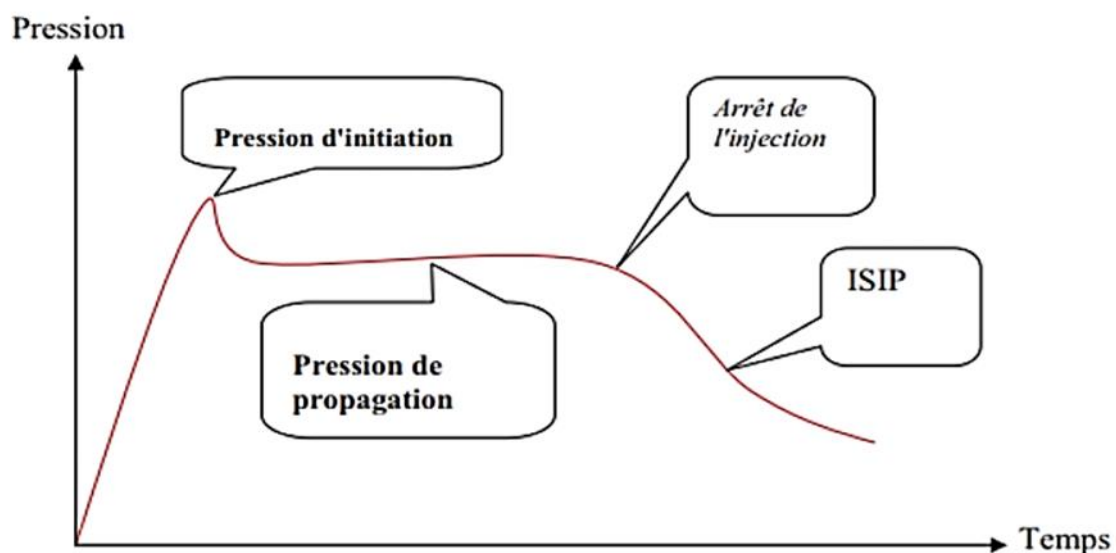 Pression
Pression d'initiation
Arrêt de
l'injection
ISIP
Pression de
propagation
Temps